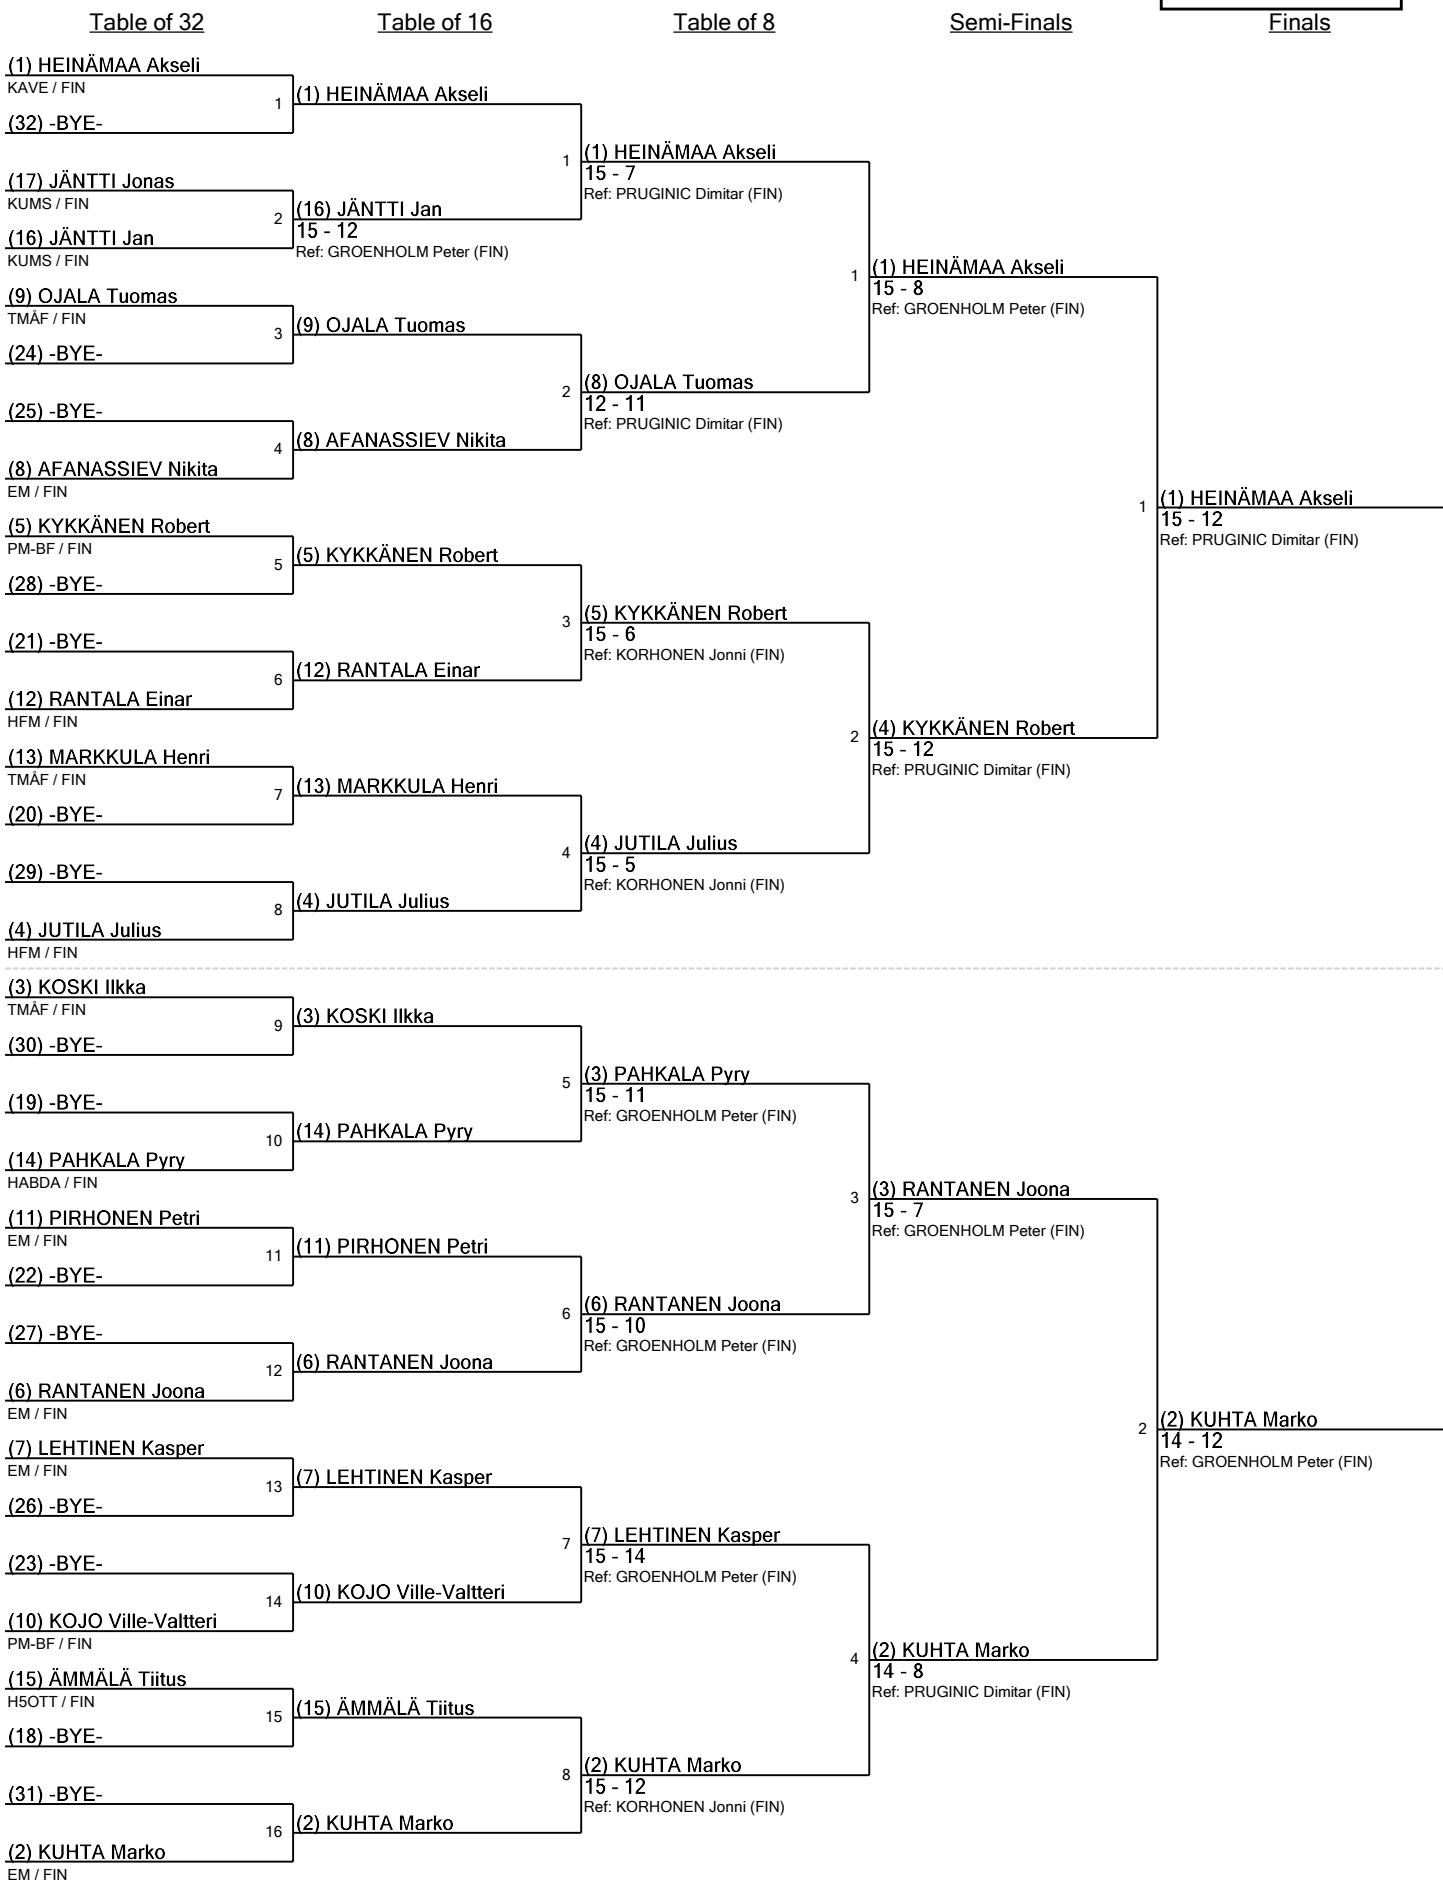 Table of 32 Table of 16 Table of 8 Semi-Finals Finals
(1) HEINÄMAA Akseli
KAVE / FIN
1
(32) -BYE-
(17) JÄNTTI Jonas
KUMS / FIN
2
(16) JÄNTTI Jan
KUMS / FIN
(9) OJALA Tuomas
TMÅF / FIN
3
(24) -BYE-
(25) -BYE-
4
(8) AFANASSIEV Nikita
EM / FIN
(5) KYKKÄNEN Robert
PM-BF / FIN
5
(28) -BYE-
(21) -BYE-
6
(12) RANTALA Einar
HFM / FIN
(13) MARKKULA Henri
TMÅF / FIN
7
(20) -BYE-
(29) -BYE-
8
(4) JUTILA Julius
HFM / FIN
(3) KOSKI Ilkka
TMÅF / FIN
9
(30) -BYE-
(19) -BYE-
10
(14) PAHKALA Pyry
HABDA / FIN
(11) PIRHONEN Petri
EM / FIN
11
(22) -BYE-
(27) -BYE-
12
(6) RANTANEN Joona
EM / FIN
(7) LEHTINEN Kasper
EM / FIN
13
(26) -BYE-
(23) -BYE-
14
(10) KOJO Ville-Valtteri
PM-BF / FIN
(15) ÄMMÄLÄ Tiitus
H5OTT / FIN
15
(18) -BYE-
(31) -BYE-
16
(2) KUHTA Marko
EM / FIN
(1) HEINÄMAA Akseli
1
(16) JÄNTTI Jan
15 - 12
Ref: GROENHOLM Peter (FIN)
(9) OJALA Tuomas
2
(8) AFANASSIEV Nikita
(5) KYKKÄNEN Robert
3
(12) RANTALA Einar
(13) MARKKULA Henri
4
(4) JUTILA Julius
(3) KOSKI Ilkka
5
(14) PAHKALA Pyry
(11) PIRHONEN Petri
6
(6) RANTANEN Joona
(7) LEHTINEN Kasper
7
(10) KOJO Ville-Valtteri
(15) ÄMMÄLÄ Tiitus
8
(2) KUHTA Marko
(1) HEINÄMAA Akseli
15 - 7
Ref: PRUGINIC Dimitar (FIN)
1
(8) OJALA Tuomas
12 - 11
Ref: PRUGINIC Dimitar (FIN)
(5) KYKKÄNEN Robert
15 - 6
Ref: KORHONEN Jonni (FIN)
2
(4) JUTILA Julius
15 - 5
Ref: KORHONEN Jonni (FIN)
(3) PAHKALA Pyry
15 - 11
Ref: GROENHOLM Peter (FIN)
3
(6) RANTANEN Joona
15 - 10
Ref: GROENHOLM Peter (FIN)
(7) LEHTINEN Kasper
15 - 14
Ref: GROENHOLM Peter (FIN)
4
(2) KUHTA Marko
15 - 12
Ref: KORHONEN Jonni (FIN)
(1) HEINÄMAA Akseli
15 - 8
Ref: GROENHOLM Peter (FIN)
1
(4) KYKKÄNEN Robert
15 - 12
Ref: PRUGINIC Dimitar (FIN)
(3) RANTANEN Joona
15 - 7
Ref: GROENHOLM Peter (FIN)
2
(2) KUHTA Marko
14 - 8
Ref: PRUGINIC Dimitar (FIN)
(1) HEINÄMAA Akseli
15 - 12
Ref: PRUGINIC Dimitar (FIN)
(2) KUHTA Marko
14 - 12
Ref: GROENHOLM Peter (FIN)